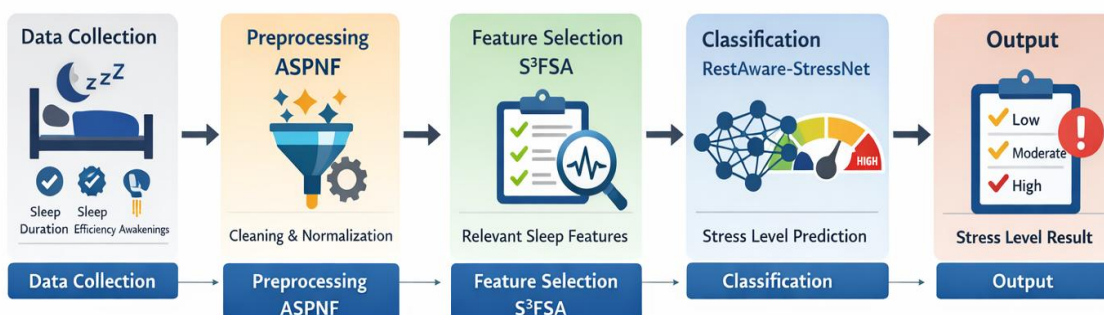 Data Collection
zzZ
Sleep Duration
Sleep Efficiency
Awakenings
Preprocessing
ASPNF
Cleaning & Normalization
Feature Selection
S³FSA
Relevant Sleep Features
Classification
RestAware-StressNet
HIGH
Stress Level Prediction
Output
Low
Moderate
High
!
Stress Level Result
Data Collection
Preprocessing
ASPNF
Feature Selection
S³FSA
Classification
Output